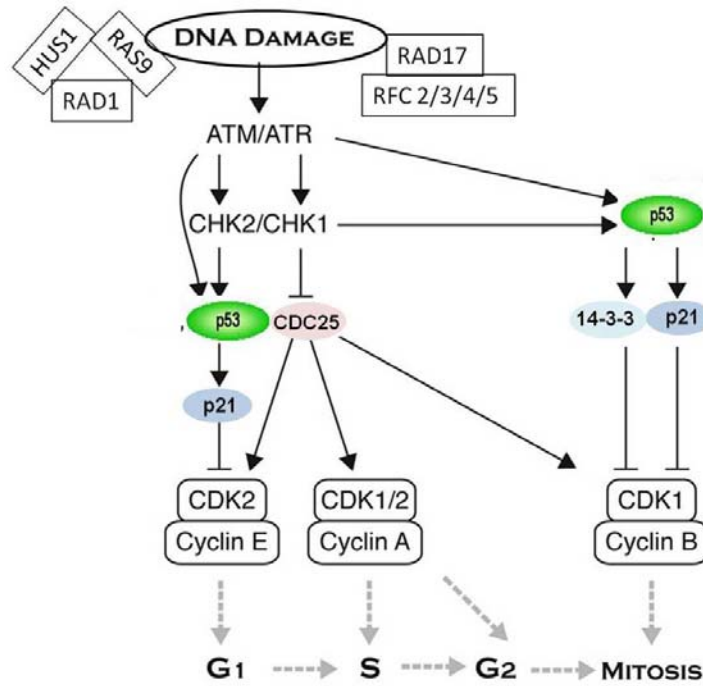 DNA DAMAGE
HUS1
RAS9
RAD1
RAD17
RFC 2/3/4/5
ATM/ATR
CHK2/CHK1
p53
p53
CDC25
14-3-3
p21
p21
CDK2
Cyclin E
CDK1/2
Cyclin A
CDK1
Cyclin B
G1
S
G2
MITOSIS